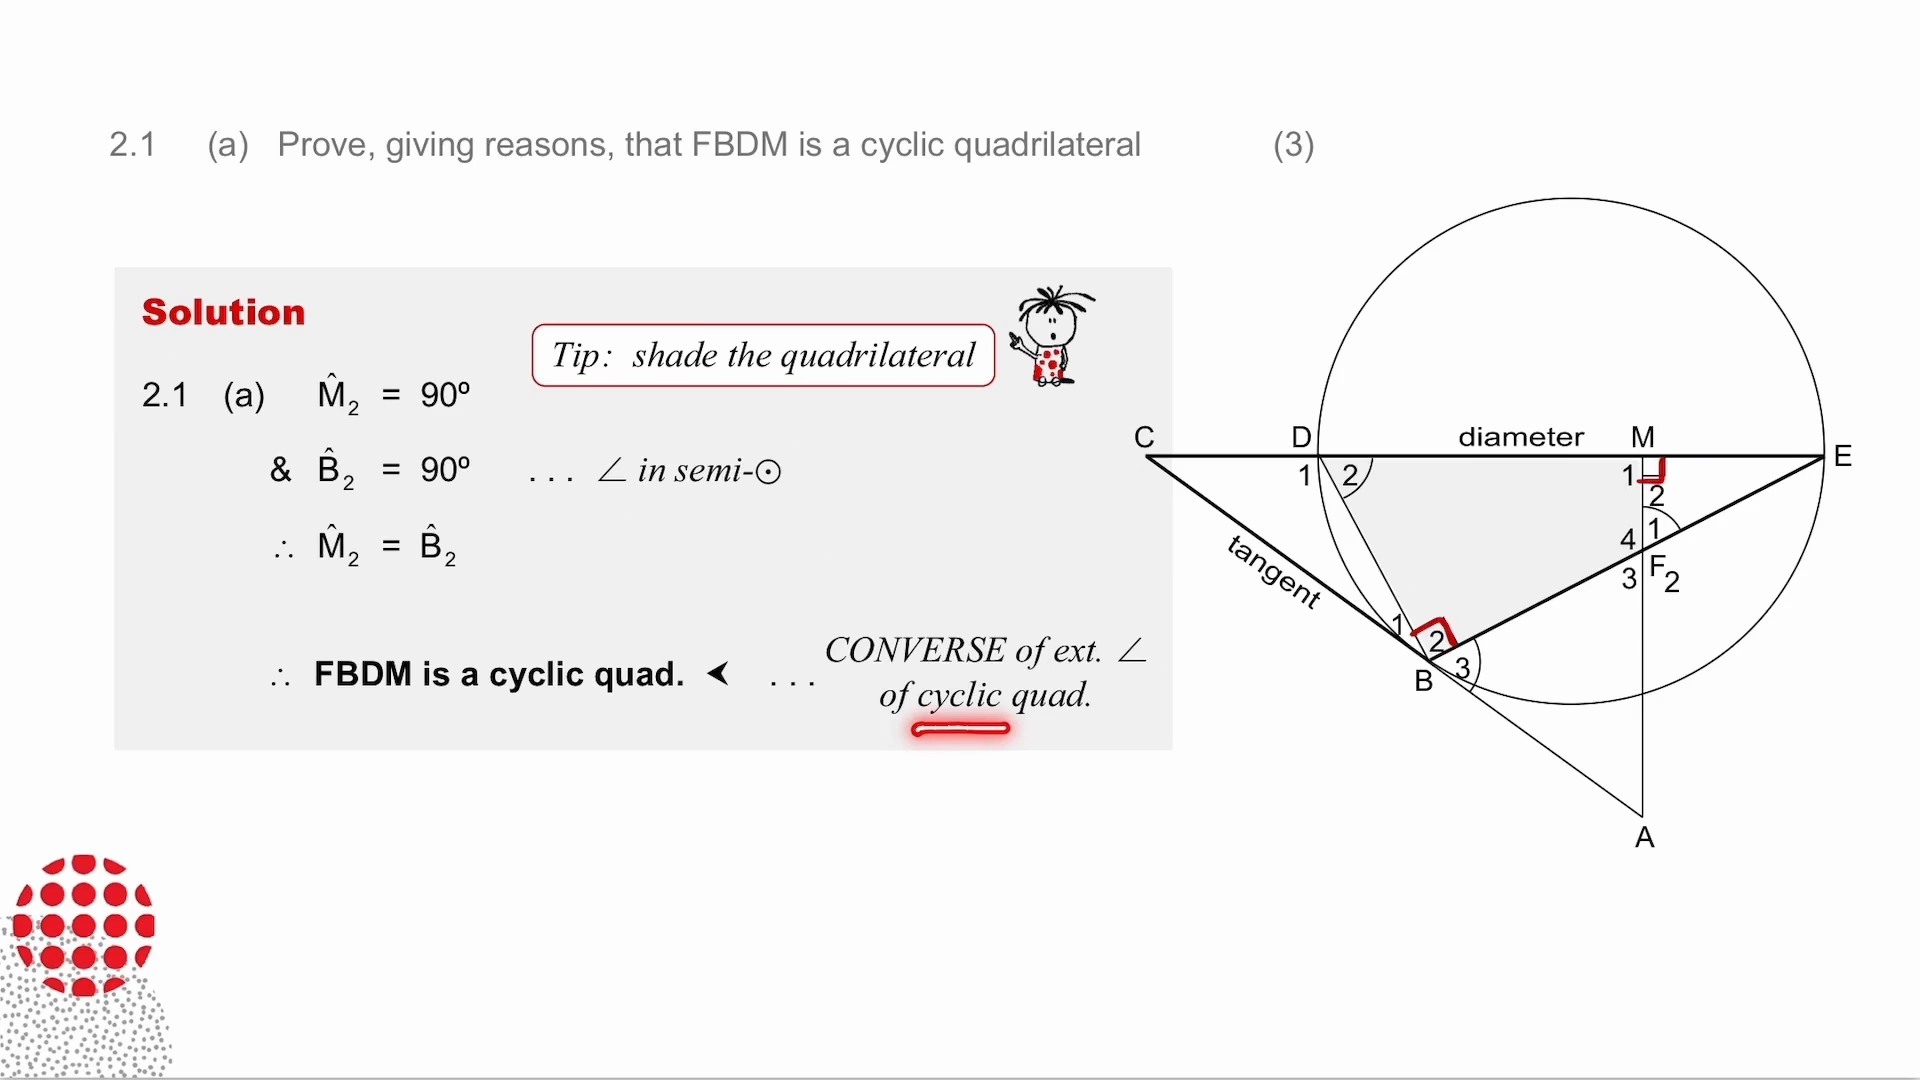 2.1 (a) Prove, giving reasons, that FBDM is a cyclic quadrilateral (3)
Solution
Tip: shade the quadrilateral
2.1 (a) M̂₂ = 90º
& B̂₂ = 90º . . . ∠ in semi-⊙
∴ M̂₂ = B̂₂
∴ FBDM is a cyclic quad. ⮜ . . . CONVERSE of ext. ∠
of cyclic quad.
C D diameter M E
1 2 1 2
4 1
3 F 2
tangent
1 2 3
B
A